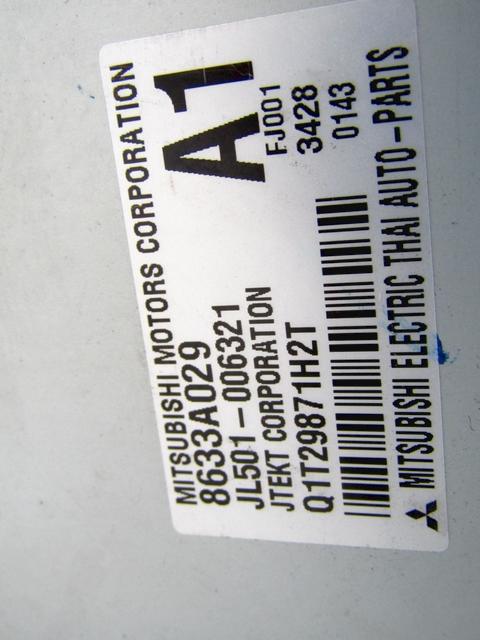 MITSUBISHI MOTORS CORPORATION
8633A029
A1
JL501-006321
FJ001
JTEKT CORPORATION
3428
Q1T29871H2T
0143
MITSUBISHI ELECTRIC THAI AUTO-PARTS